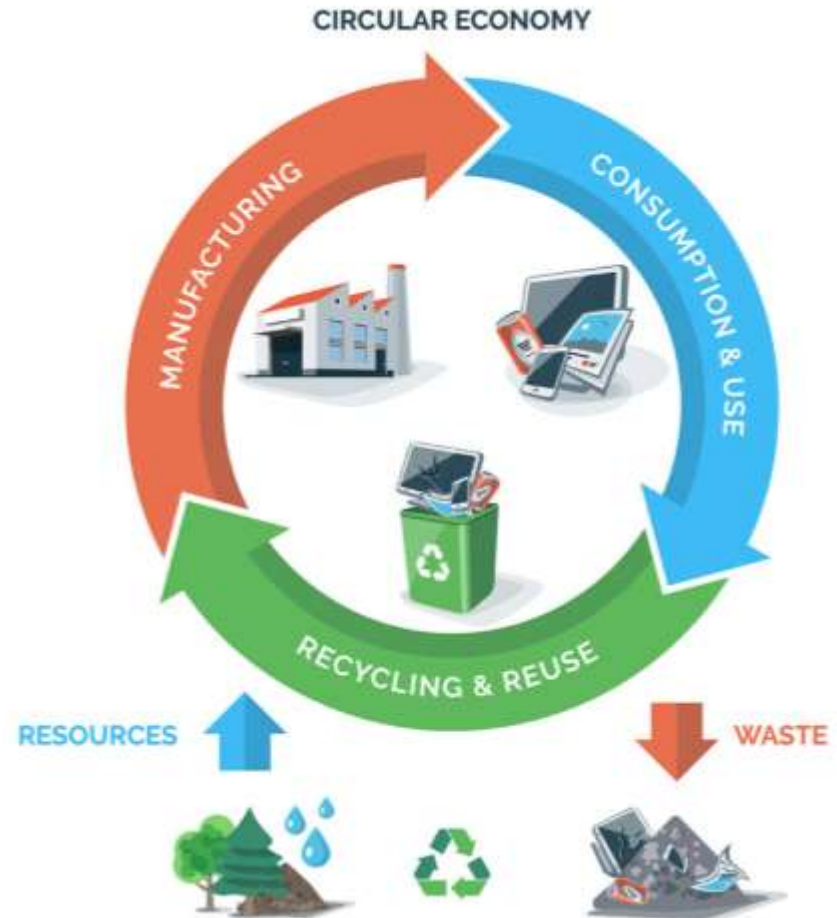 CIRCULAR ECONOMY
MANUFACTURING
CONSUMPTION & USE
RECYCLING & REUSE
RESOURCES
WASTE